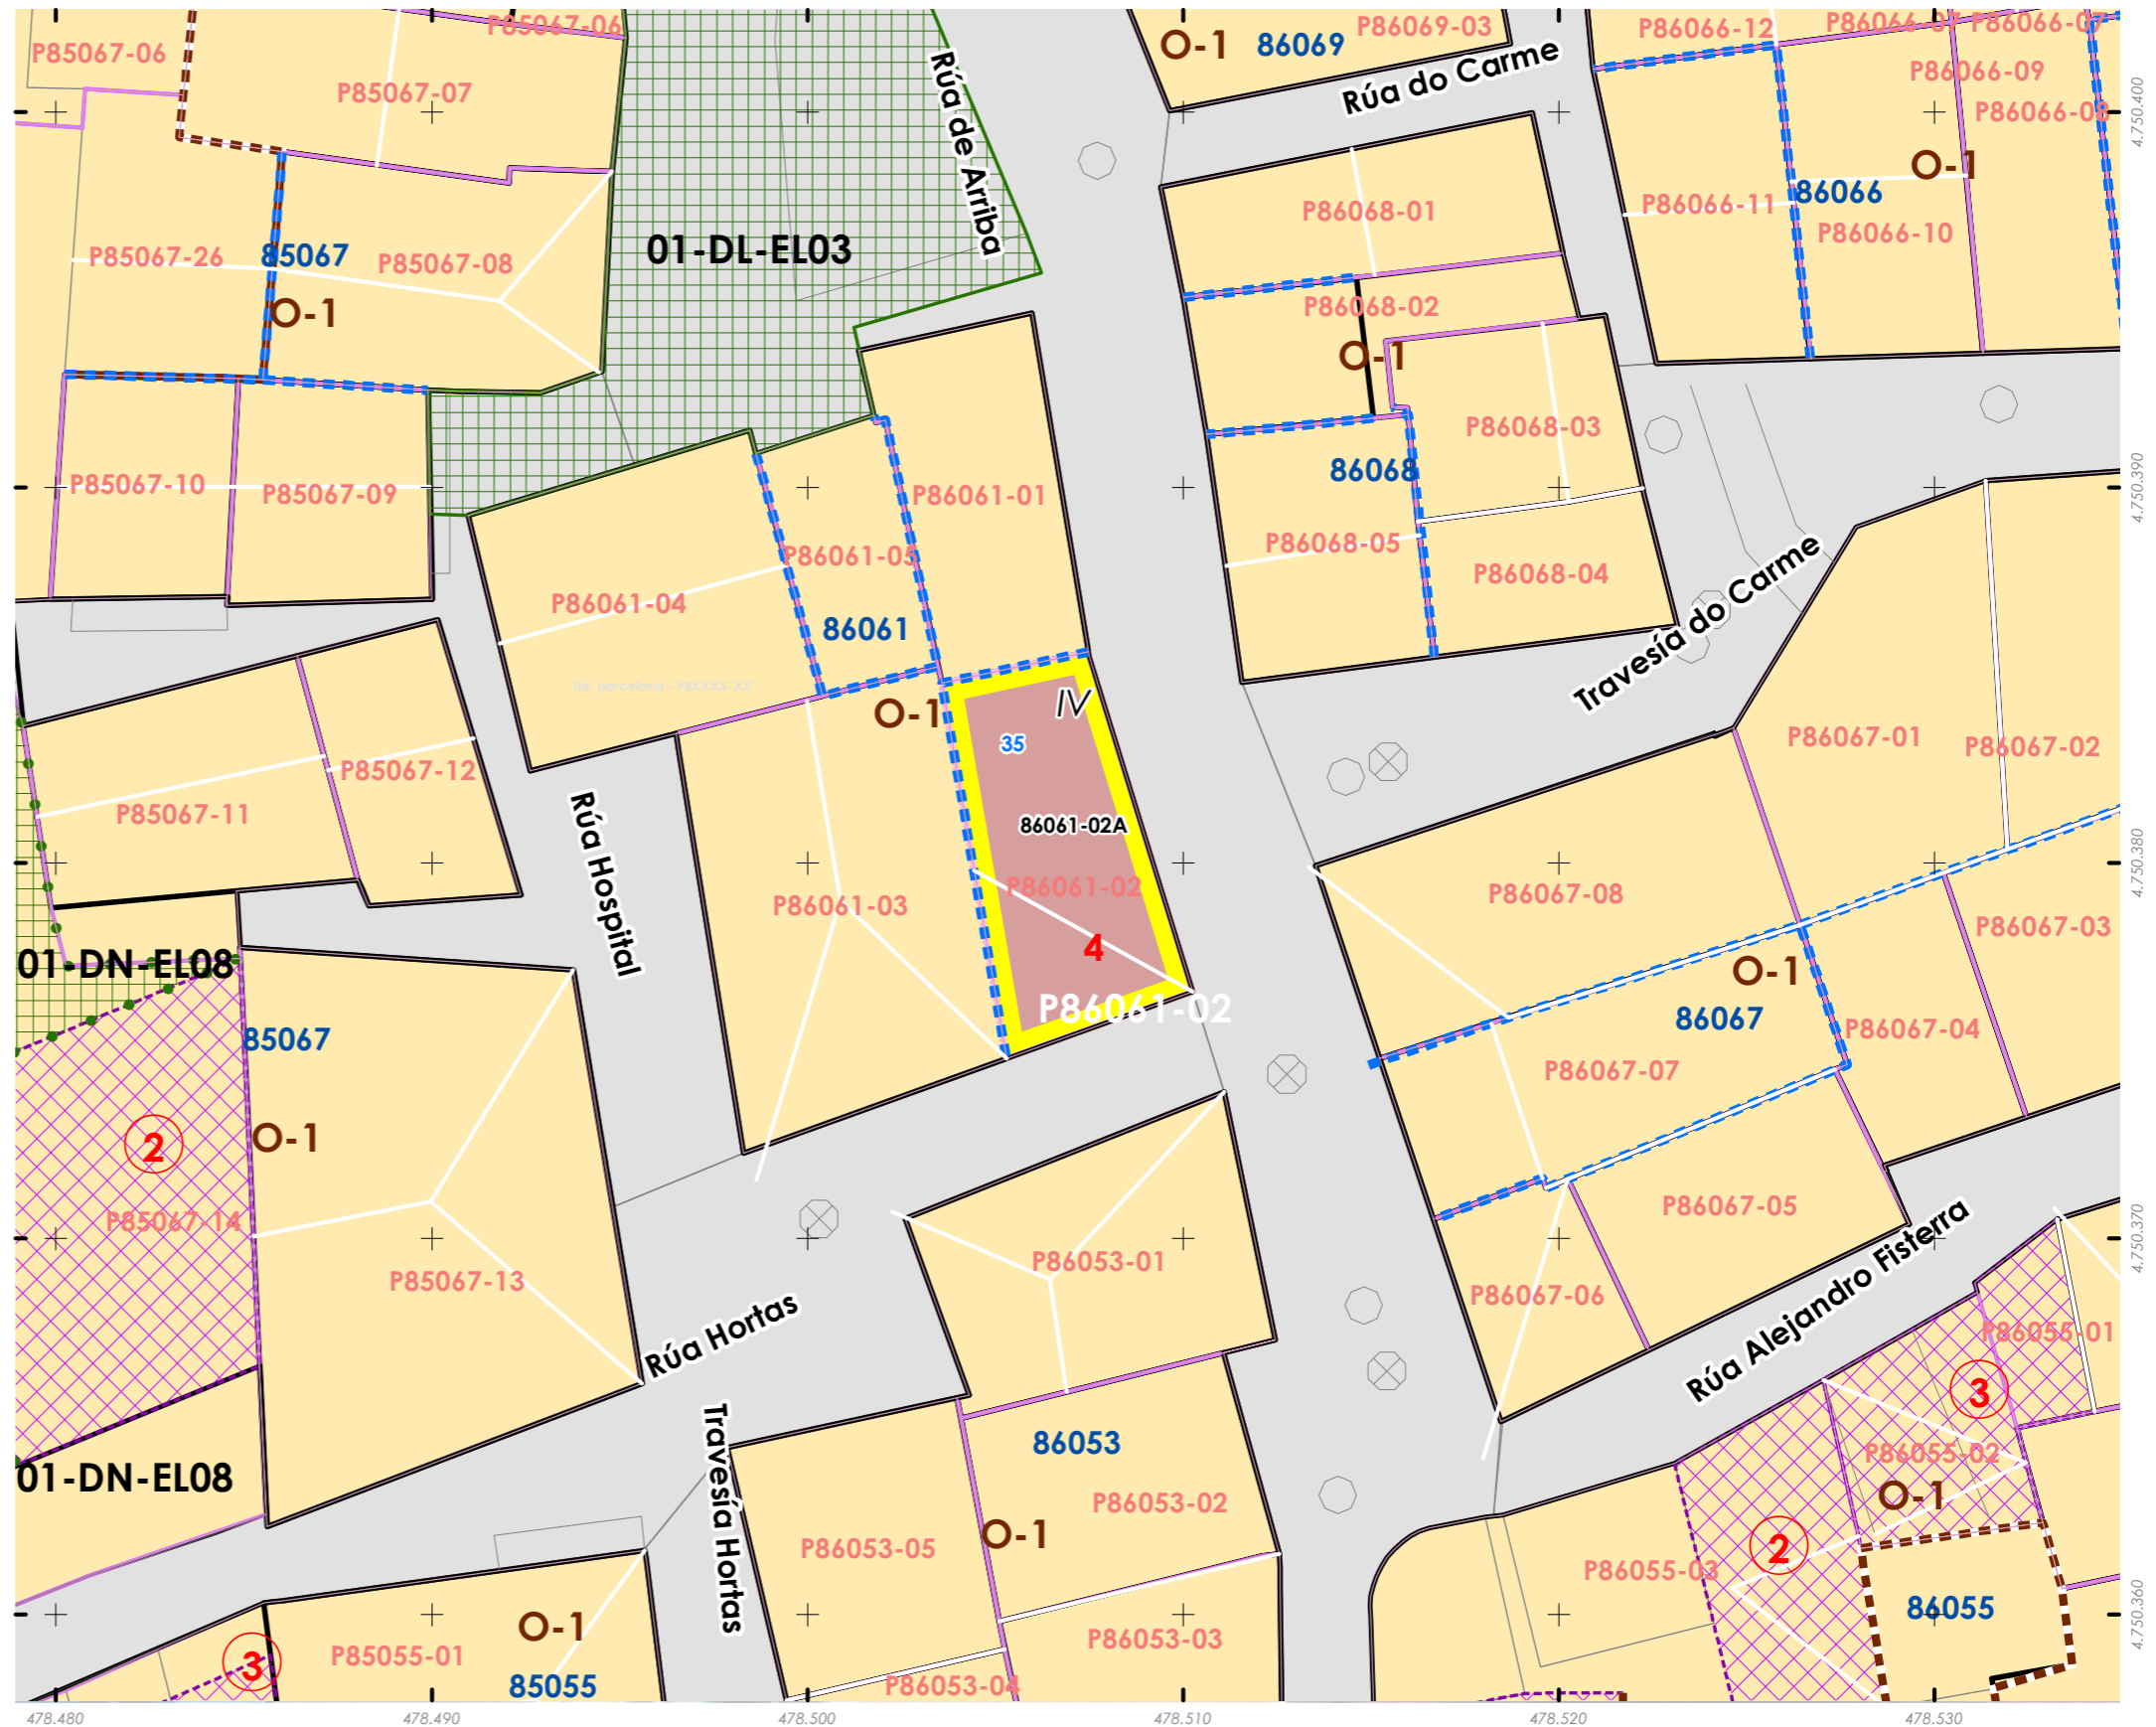 P85067-06
P85067-06
P85067-07
Rúa de Arriba
O-1
86069
P86069-03
Rúa do Carme
P86066-12
P86066-07
P86066-07
P86066-09
P86066-08
O-1
4.750.400
P85067-26
85067
P85067-08
O-1
01-DL-EL03
P86068-01
P86066-11
86066
P86066-10
P86068-02
O-1
P86068-03
86068
P86068-05
P86068-04
4.750.390
P85067-10
P85067-09
P86061-01
P86061-05
P86061-04
86061
Ud. parcelaria - P8XXXX-XX
O-1
IV
35
86061-02A
P86061-02
4
P86061-02
Travesía do Carme
P86067-01
P86067-02
P85067-12
P85067-11
Rúa Hospital
P86061-03
P86067-08
P86067-03
4.750.380
01-DN-EL08
85067
O-1
86067
P86067-04
P86067-07
2
O-1
P85067-14
P85067-13
P86053-01
P86067-05
P86067-06
4.750.370
Rúa Hortas
Rúa Alejandro Fisterra
P86055-01
3
01-DN-EL08
Travesía Hortas
86053
P86053-02
P86055-02
O-1
P86053-05
O-1
2
P86055-03
86055
4.750.360
O-1
3
P85055-01
85055
P86053-03
P86053-04
478.480
478.490
478.500
478.510
478.520
478.530